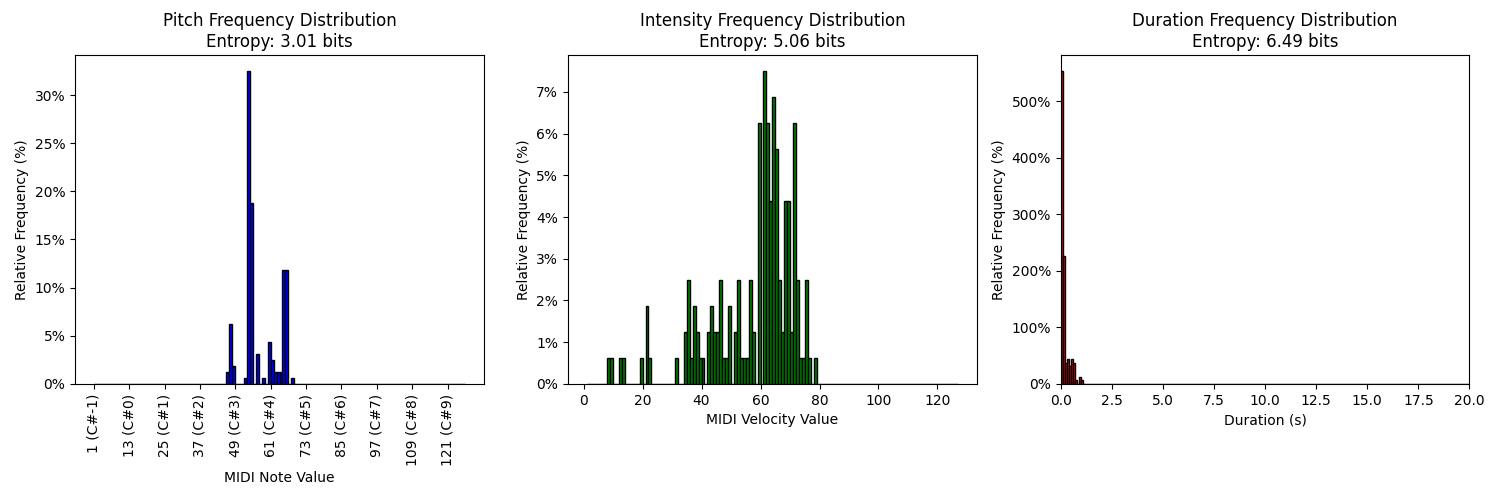 Pitch Frequency Distribution
Entropy: 3.01 bits
Relative Frequency (%)
30%
25%
20%
15%
10%
5%
0%
1 (C#-1)
13 (C#0)
25 (C#1)
37 (C#2)
49 (C#3)
61 (C#4)
73 (C#5)
85 (C#6)
97 (C#7)
109 (C#8)
121 (C#9)
MIDI Note Value
Intensity Frequency Distribution
Entropy: 5.06 bits
Relative Frequency (%)
7%
6%
5%
4%
3%
2%
1%
0%
0 20 40 60 80 100 120
MIDI Velocity Value
Duration Frequency Distribution
Entropy: 6.49 bits
Relative Frequency (%)
500%
400%
300%
200%
100%
0%
0.0 2.5 5.0 7.5 10.0 12.5 15.0 17.5 20.0
Duration (s)